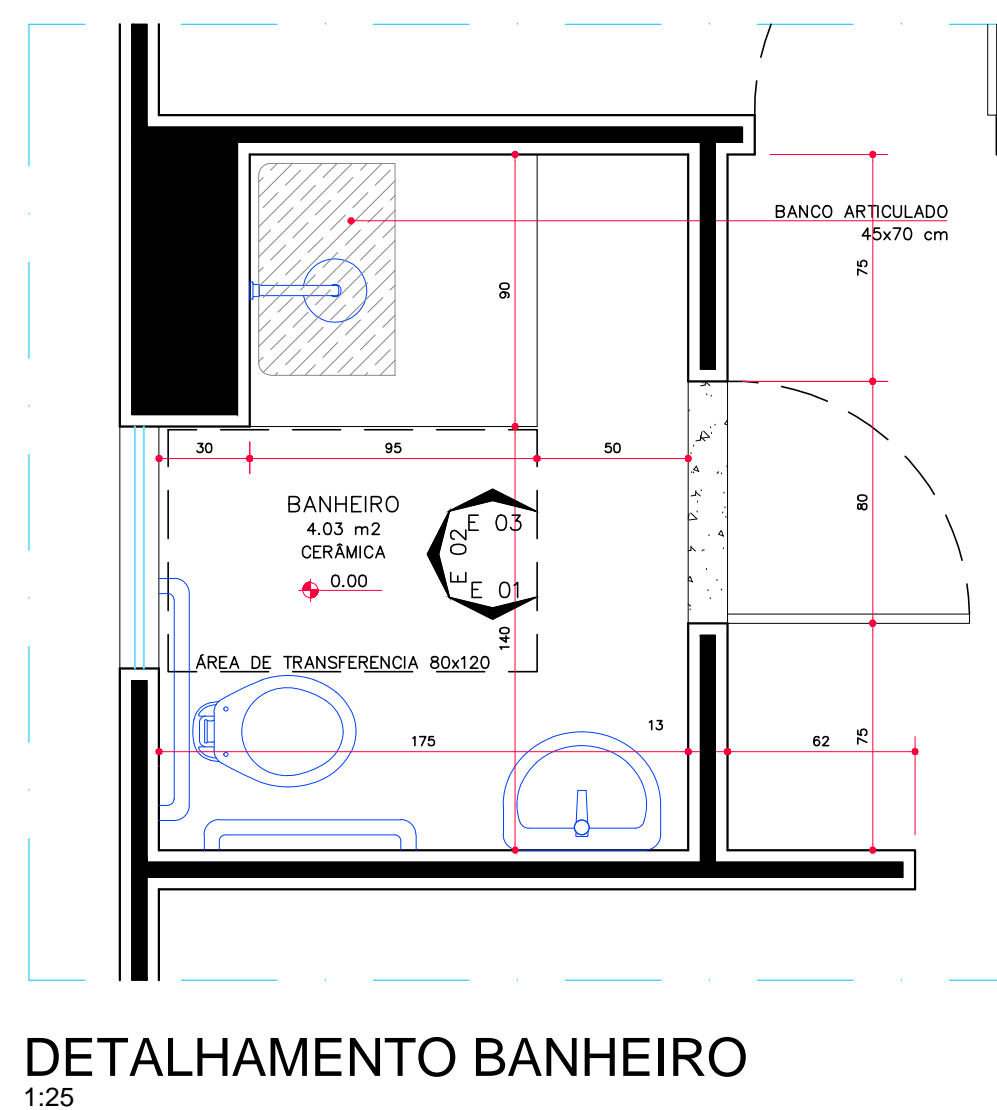 BANCO ARTICULADO
45x70 cm
75
90
30
95
50
BANHEIRO
4.03 m2
CERÂMICA
0.00
E 03
E 02
E 01
80
140
ÁREA DE TRANSFERENCIA 80x120
175
13
62
75
DETALHAMENTO BANHEIRO
1:25